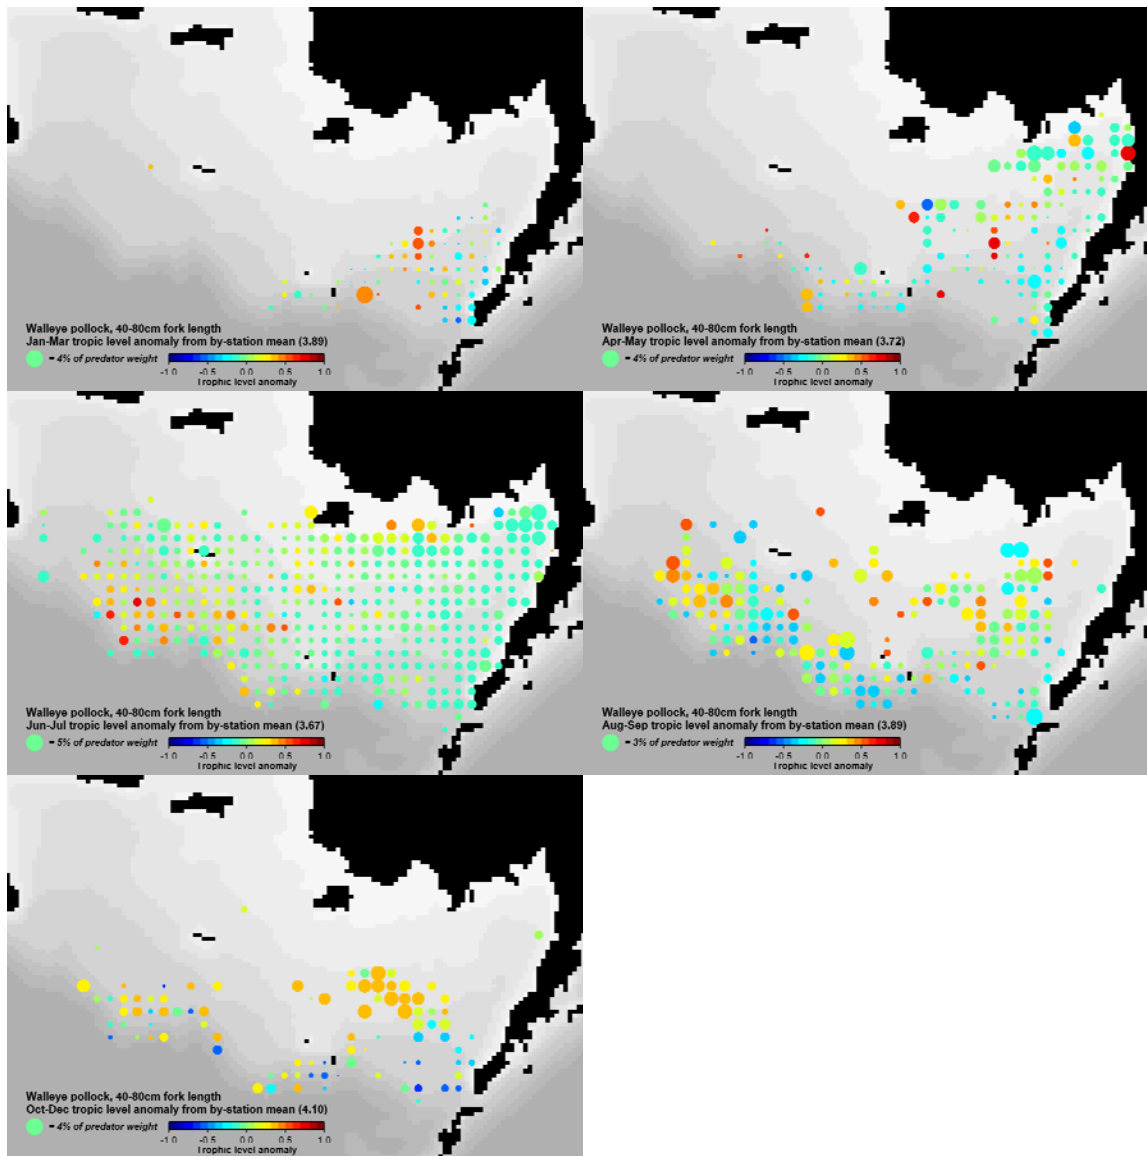 Walleye pollock, 40-80cm fork length
Jan-Mar tropic level anomaly from by-station mean (3.89)
= 4% of predator weight
-1.0 -0.5 0.0 0.5 1.0
Trophic level anomaly
Walleye pollock, 40-80cm fork length
Apr-May tropic level anomaly from by-station mean (3.72)
= 4% of predator weight
-1.0 -0.5 0.0 0.5 1.0
Trophic level anomaly
Walleye pollock, 40-80cm fork length
Jun-Jul tropic level anomaly from by-station mean (3.67)
= 5% of predator weight
-1.0 -0.5 0.0 0.5 1.0
Trophic level anomaly
Walleye pollock, 40-80cm fork length
Aug-Sep tropic level anomaly from by-station mean (3.89)
= 3% of predator weight
-1.0 -0.5 0.0 0.5 1.0
Trophic level anomaly
Walleye pollock, 40-80cm fork length
Oct-Dec tropic level anomaly from by-station mean (4.10)
= 4% of predator weight
-1.0 -0.5 0.0 0.5 1.0
Trophic level anomaly